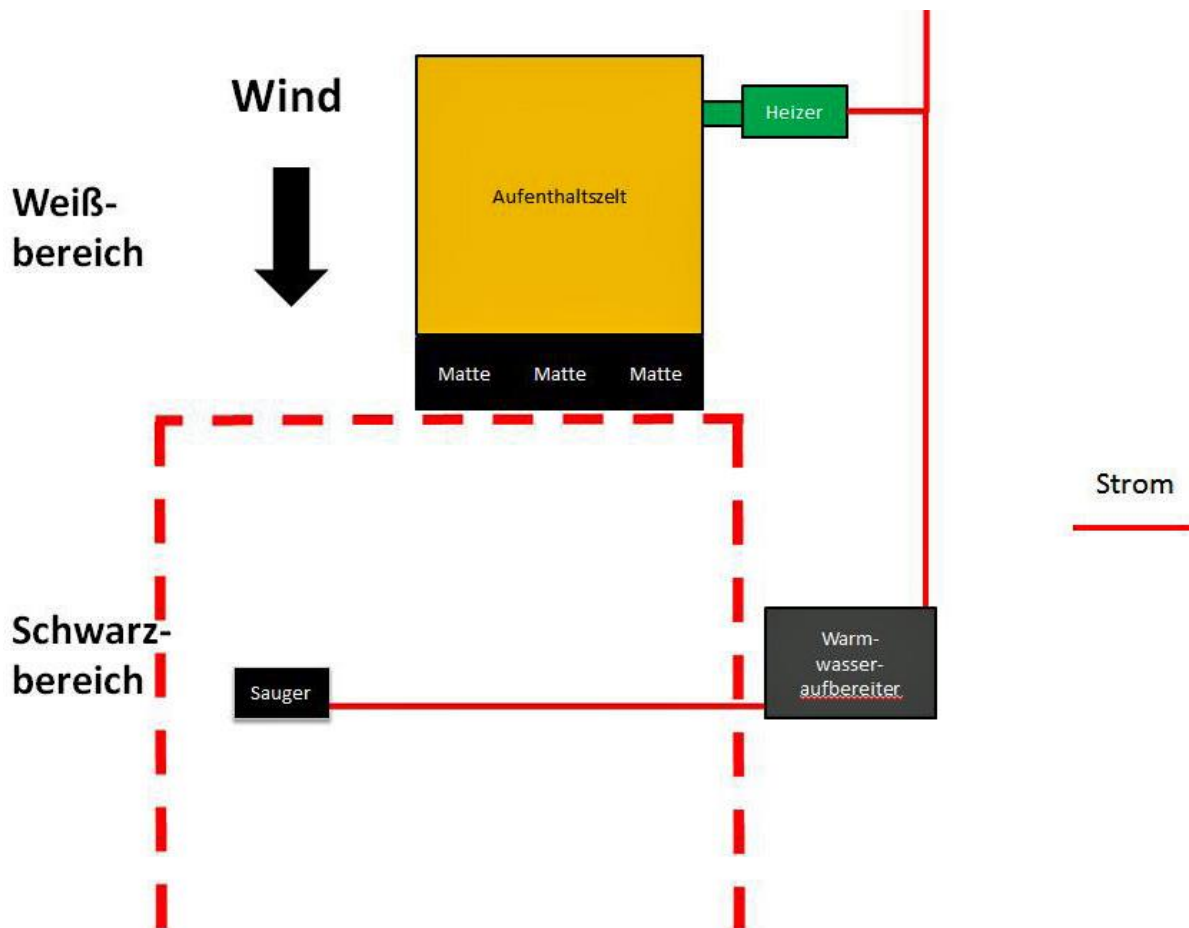 Wind
Heizer
Weiß-
bereich
Aufenthaltszelt
Matte Matte Matte
Strom
Schwarz-
bereich
Sauger
Warm-
wasser-
aufbereiter